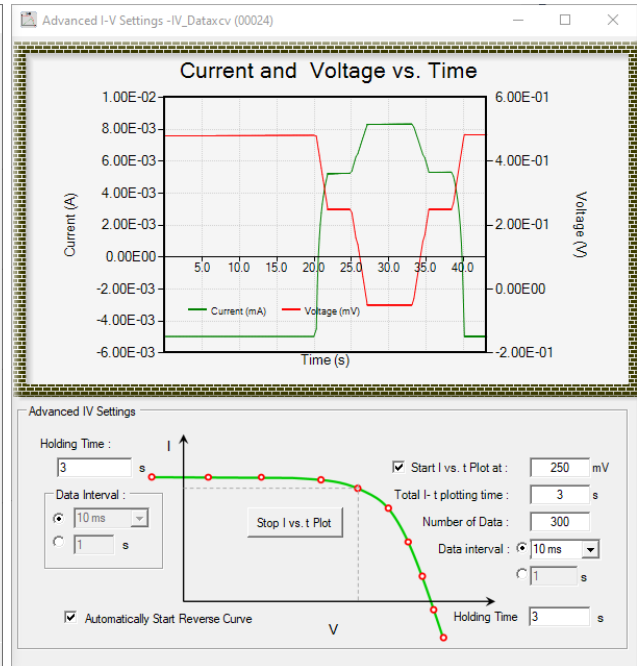 Advanced I-V Settings -IV_Dataxcv (00024)
Current and Voltage vs. Time
1.00E-02
8.00E-03
6.00E-03
4.00E-03
2.00E-03
0.00E00
-2.00E-03
-4.00E-03
-6.00E-03
Current (A)
6.00E-01
4.00E-01
2.00E-01
0.00E00
-2.00E-01
Voltage (V)
5.0 10.0 15.0 20.0 25.0 30.0 35.0 40.0
Current (mA) Voltage (mV)
Time (s)
Advanced IV Settings
Holding Time :
3 s
Data Interval :
10 ms
1 s
I
Stop I vs. t Plot
Start I vs. t Plot at : 250 mV
Total I- t plotting time : 3 s
Number of Data : 300
Data interval : 10 ms
1 s
Automatically Start Reverse Curve
V
Holding Time 3 s